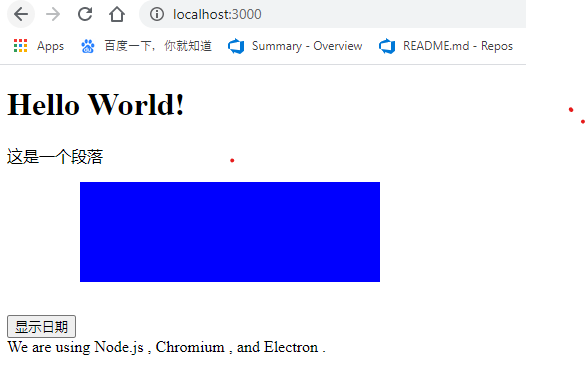 localhost:3000
Apps 百度一下，你就知道 Summary - Overview README.md - Repos
Hello World!
这是一个段落
显示日期
We are using Node.js , Chromium , and Electron .